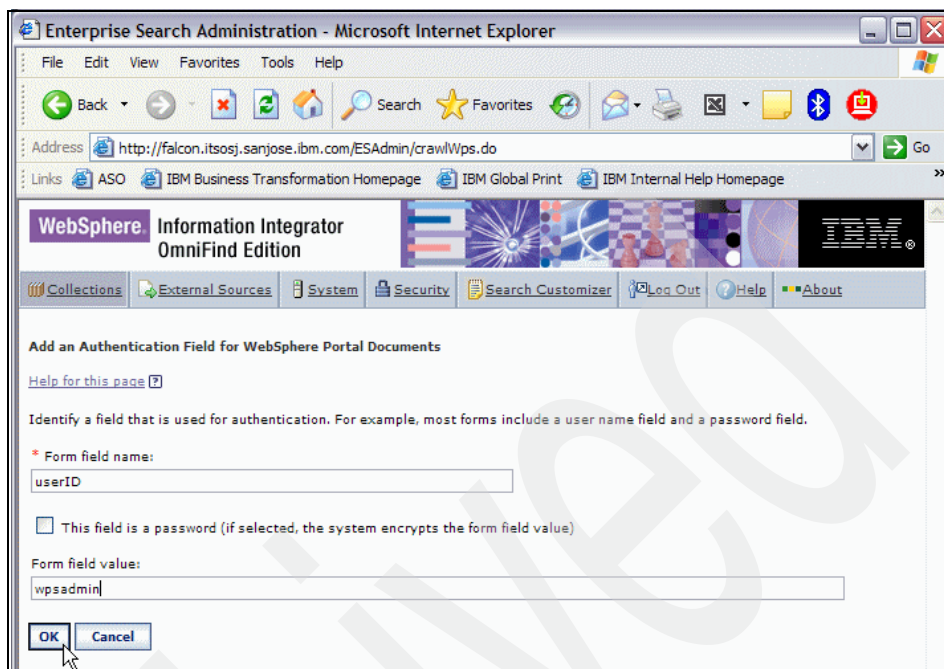 Enterprise Search Administration - Microsoft Internet Explorer
File Edit View Favorites Tools Help
Back Search Favorites
Address http://falcon.itsosj.sanjose.ibm.com/ESAdmin/crawlWps.do Go
Links ASO IBM Business Transformation Homepage IBM Global Print IBM Internal Help Homepage »
WebSphere. Information Integrator
OmniFind Edition
IBM®
Collections External Sources System Security Search Customizer Log Out Help About
Add an Authentication Field for WebSphere Portal Documents
Help for this page ?
Identify a field that is used for authentication. For example, most forms include a user name field and a password field.
* Form field name:
userID
This field is a password (if selected, the system encrypts the form field value)
Form field value:
wpsadmin
OK Cancel